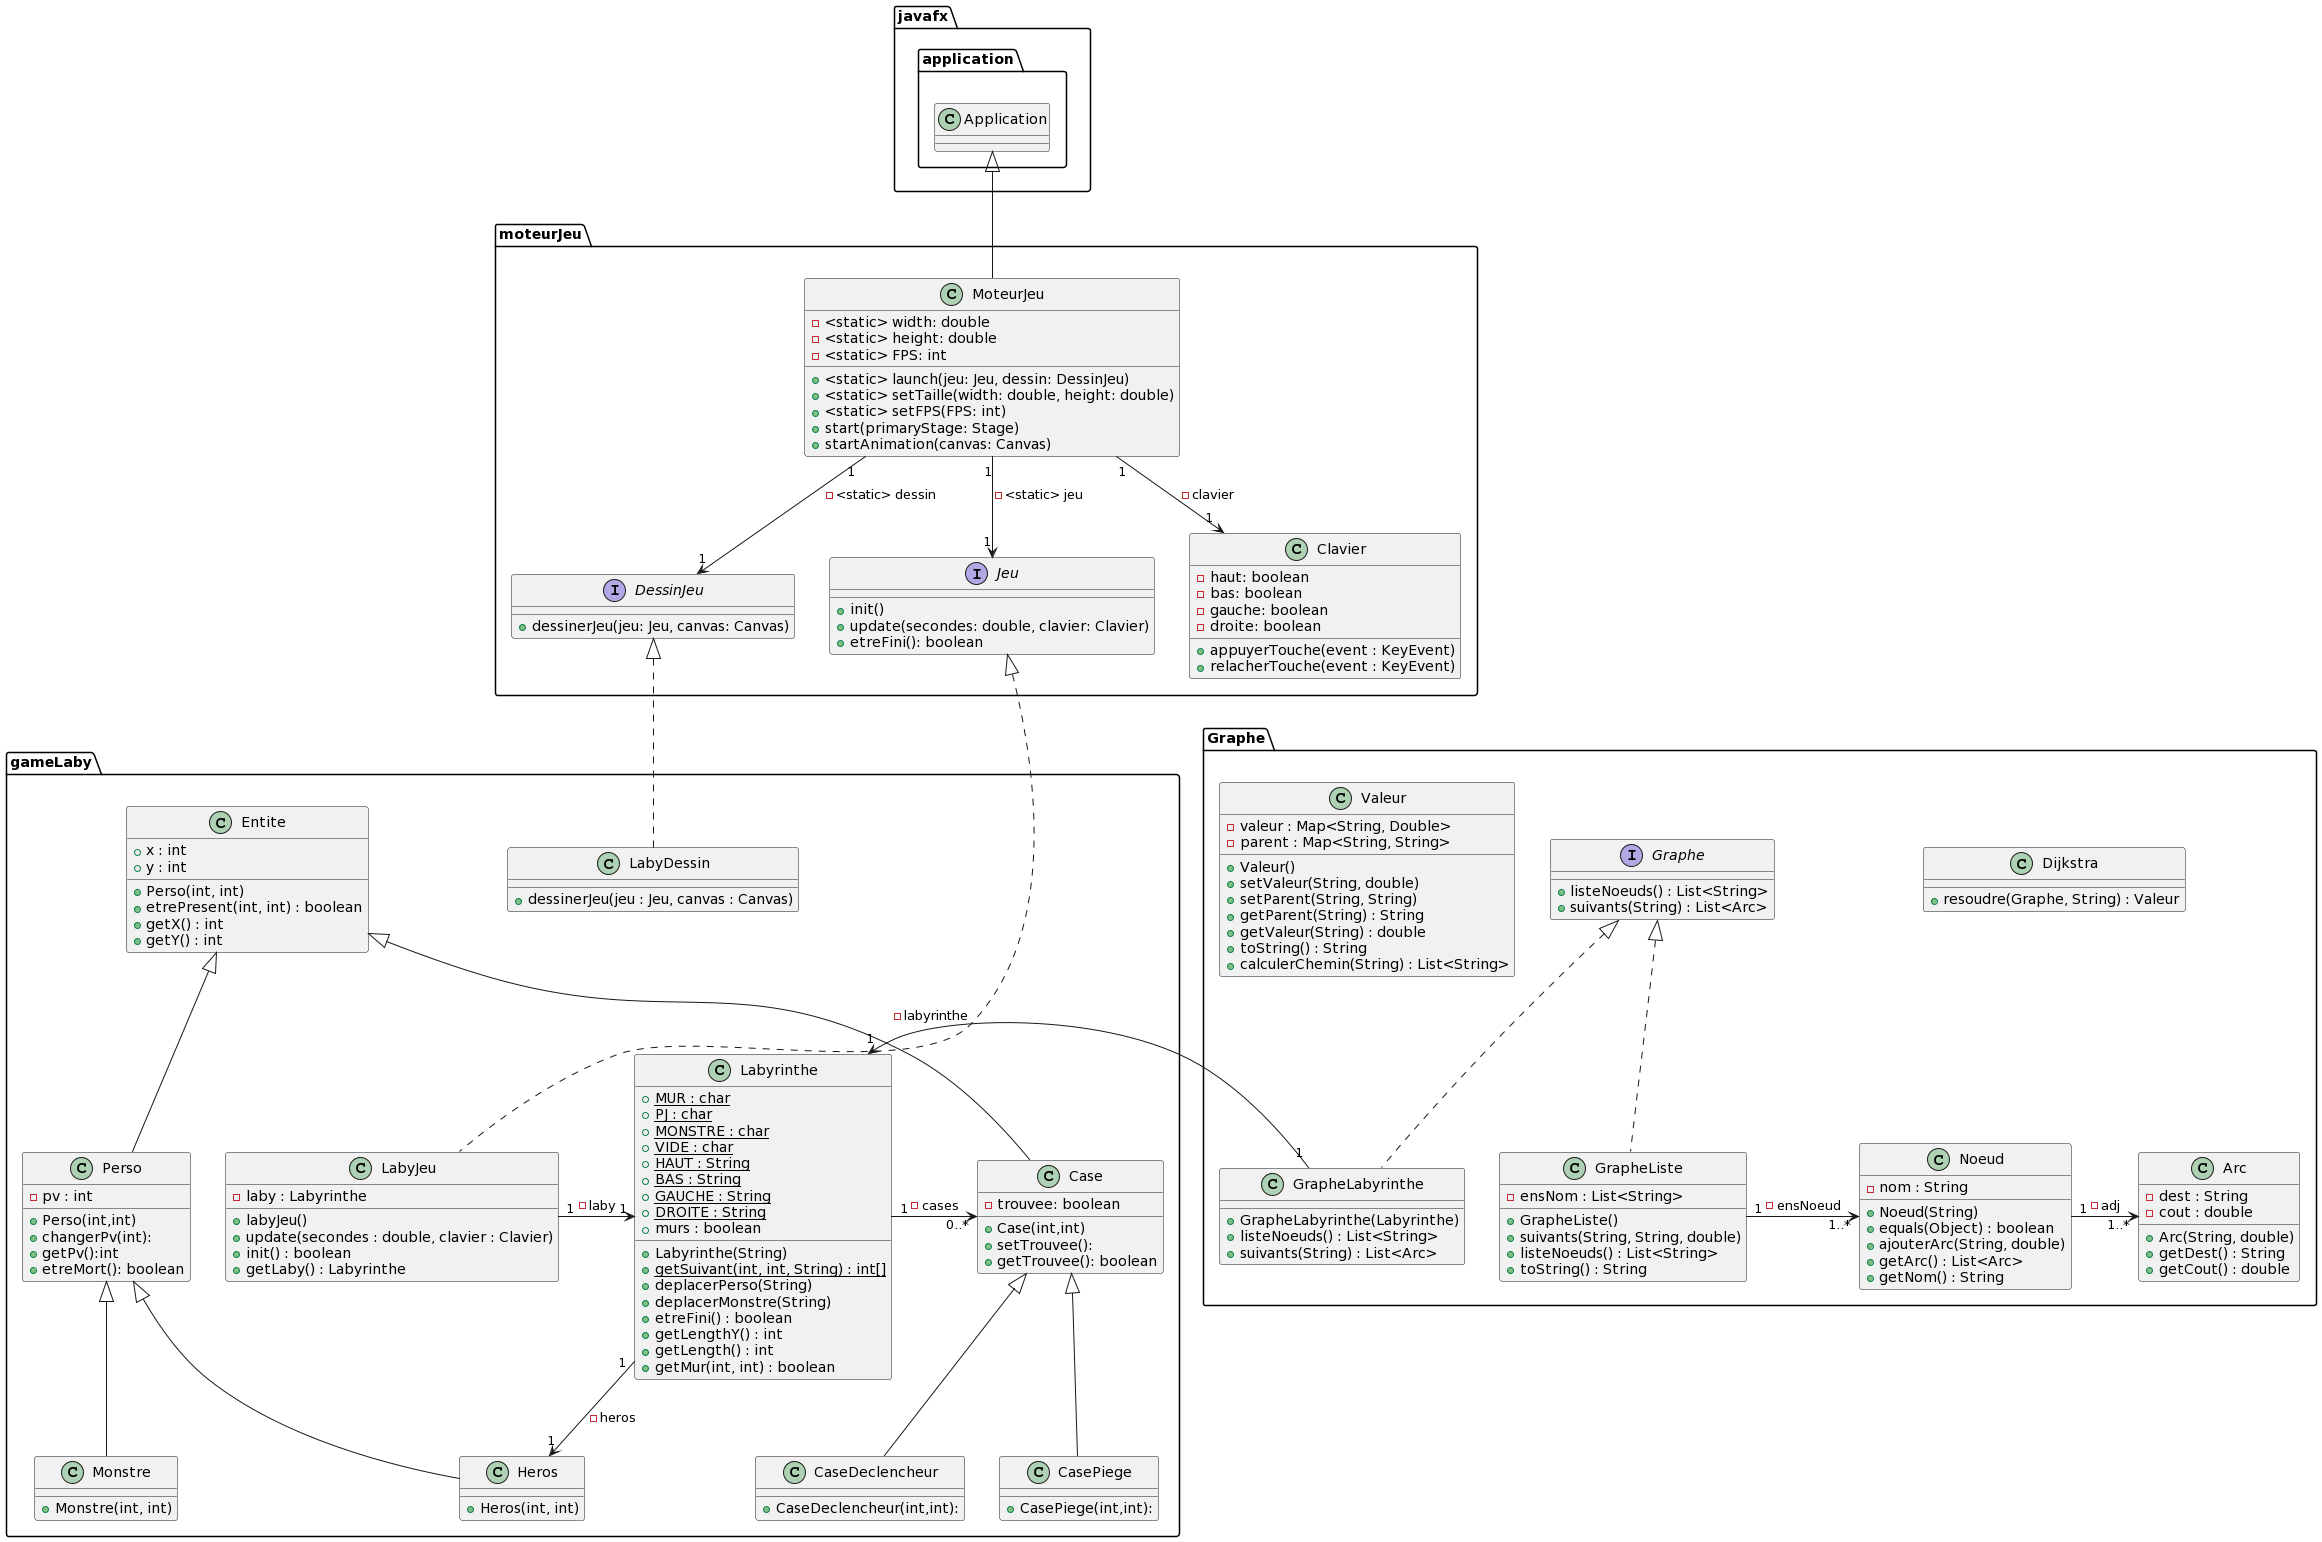 javafx
application
C Application
moteurJeu
C MoteurJeu
<static> width: double
<static> height: double
<static> FPS: int
<static> launch(jeu: Jeu, dessin: DessinJeu)
<static> setTaille(width: double, height: double)
<static> setFPS(FPS: int)
start(primaryStage: Stage)
startAnimation(canvas: Canvas)
1
1
1
<static> dessin
<static> jeu
clavier
1
1
1
I DessinJeu
dessinerJeu(jeu: Jeu, canvas: Canvas)
I Jeu
init()
update(secondes: double, clavier: Clavier)
etreFini(): boolean
C Clavier
haut: boolean
bas: boolean
gauche: boolean
droite: boolean
appuyerTouche(event : KeyEvent)
relacherTouche(event : KeyEvent)
gameLaby
C Entite
x : int
y : int
Perso(int, int)
etrePresent(int, int) : boolean
getX() : int
getY() : int
C LabyDessin
dessinerJeu(jeu : Jeu, canvas : Canvas)
labyrinthe
1
1
C Perso
pv : int
Perso(int,int)
changerPv(int):
getPv():int
etreMort(): boolean
C LabyJeu
laby : Labyrinthe
labyJeu()
update(secondes : double, clavier : Clavier)
init() : boolean
getLaby() : Labyrinthe
1
laby
1
C Labyrinthe
MUR : char
PJ : char
MONSTRE : char
VIDE : char
HAUT : String
BAS : String
GAUCHE : String
DROITE : String
murs : boolean
Labyrinthe(String)
getSuivant(int, int, String) : int[]
deplacerPerso(String)
deplacerMonstre(String)
etreFini() : boolean
getLengthY() : int
getLength() : int
getMur(int, int) : boolean
1
cases
0..*
C Case
trouvee: boolean
Case(int,int)
setTrouvee():
getTrouvee(): boolean
1
heros
1
C Monstre
Monstre(int, int)
C Heros
Heros(int, int)
C CaseDeclencheur
CaseDeclencheur(int,int):
C CasePiege
CasePiege(int,int):
Graphe
C Valeur
valeur : Map<String, Double>
parent : Map<String, String>
Valeur()
setValeur(String, double)
setParent(String, String)
getParent(String) : String
getValeur(String) : double
toString() : String
calculerChemin(String) : List<String>
I Graphe
listeNoeuds() : List<String>
suivants(String) : List<Arc>
C Dijkstra
resoudre(Graphe, String) : Valeur
C GrapheLabyrinthe
GrapheLabyrinthe(Labyrinthe)
listeNoeuds() : List<String>
suivants(String) : List<Arc>
C GrapheListe
ensNom : List<String>
GrapheListe()
suivants(String, String, double)
listeNoeuds() : List<String>
toString() : String
1
ensNoeud
1..*
C Noeud
nom : String
Noeud(String)
equals(Object) : boolean
ajouterArc(String, double)
getArc() : List<Arc>
getNom() : String
1
adj
1..*
C Arc
dest : String
cout : double
Arc(String, double)
getDest() : String
getCout() : double